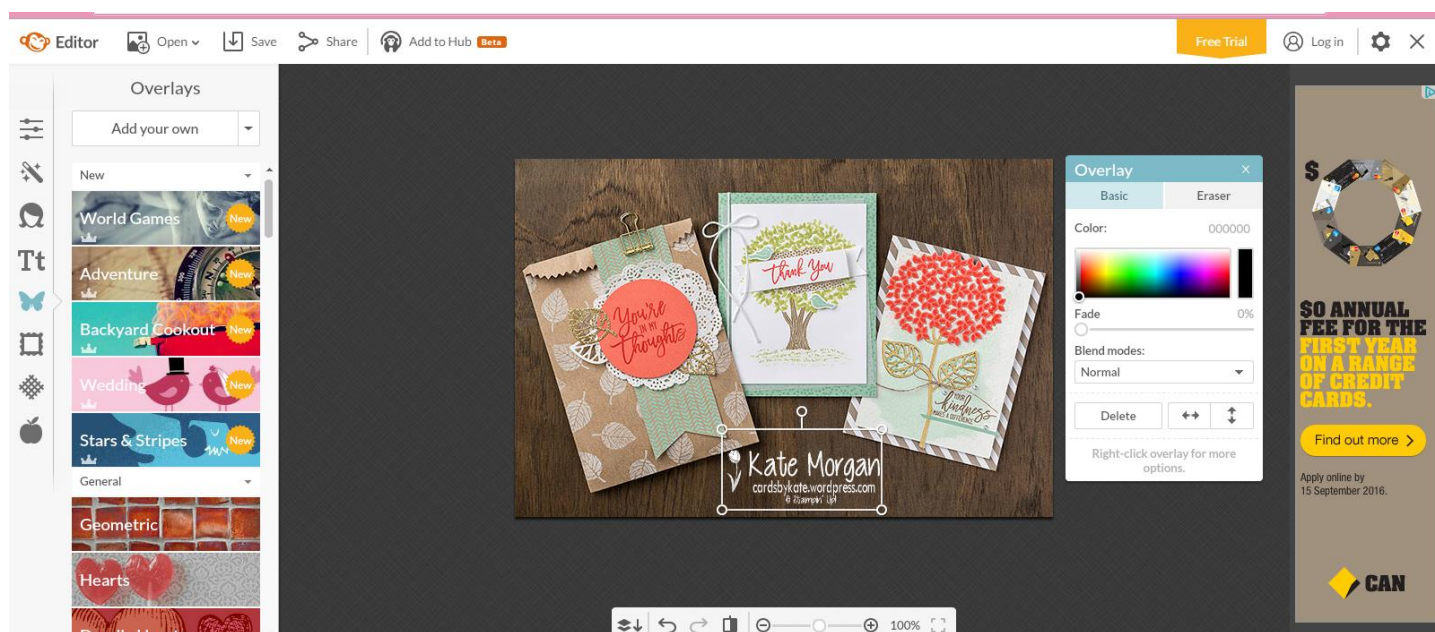 Editor
Open
Save
Share
Add to Hub Beta
Free Trial
Log in
Overlays
Add your own
New
World Games New
Adventure New
Backyard Cookout New
Wedding New
Stars & Stripes New
General
Geometric
Hearts
You're
in my
thoughts
Thank You
your
kindness
makes a difference
Kate Morgan
cardsbykate.wordpress.com
© Stampin' Up!
Overlay
Basic Eraser
Color: 000000
Fade 0%
Blend modes:
Normal
Delete
Right-click overlay for more
options.
100%
$
$0 ANNUAL
FEE FOR THE
FIRST YEAR
ON A RANGE
OF CREDIT
CARDS.
Find out more
Apply online by
15 September 2016.
CAN